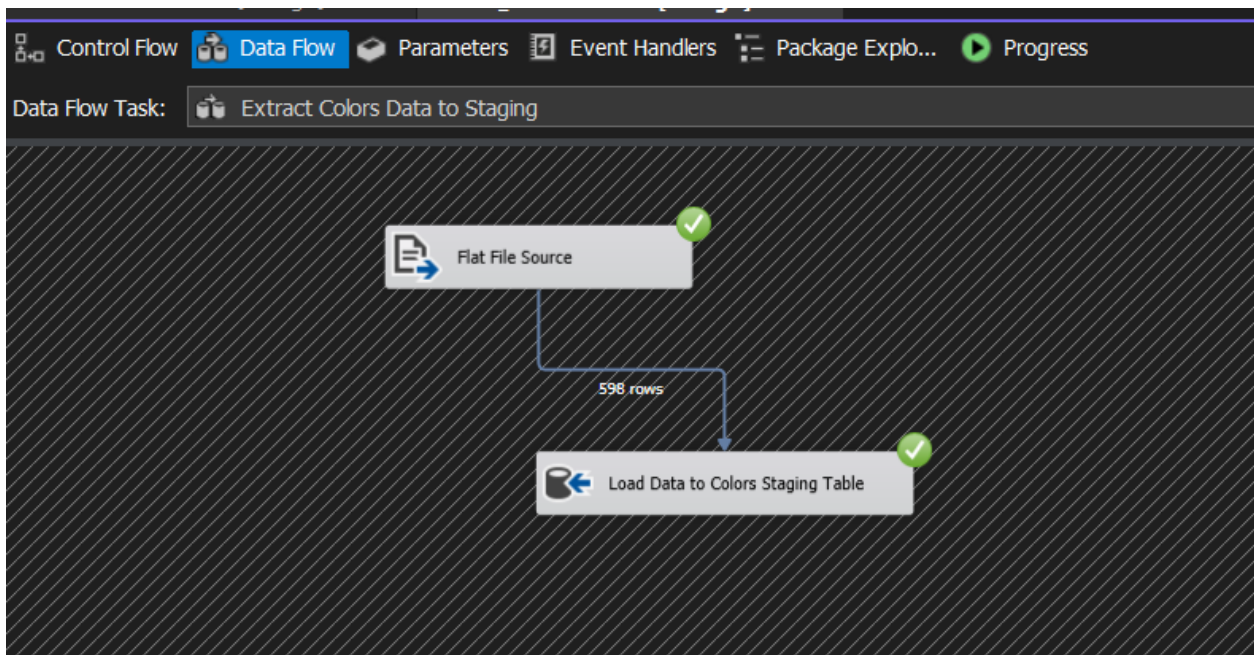 Control Flow Data Flow Parameters Event Handlers Package Explo... Progress
Data Flow Task: Extract Colors Data to Staging
Flat File Source
598 rows
Load Data to Colors Staging Table